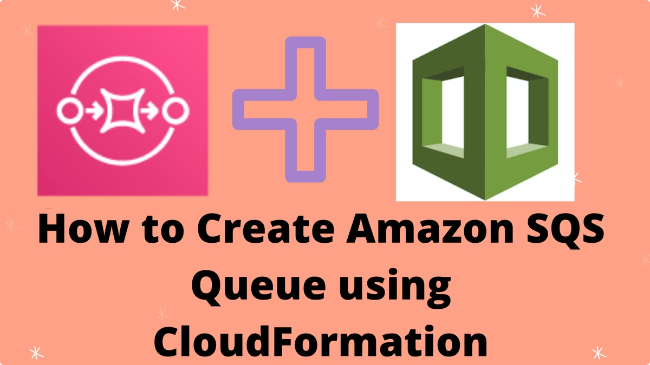 How to Create Amazon SQS
Queue using
CloudFormation